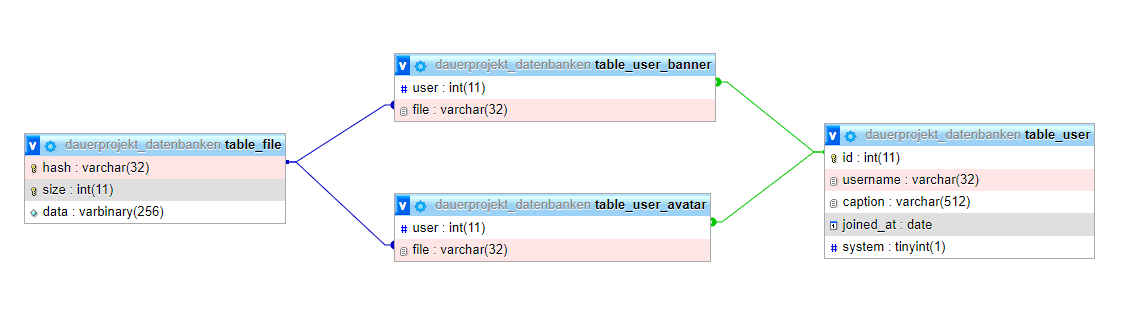 v dauerprojekt_datenbanken table_file
hash : varchar(32)
size : int(11)
data : varbinary(256)
v dauerprojekt_datenbanken table_user_banner
# user : int(11)
file : varchar(32)
v dauerprojekt_datenbanken table_user_avatar
# user : int(11)
file : varchar(32)
v dauerprojekt_datenbanken table_user
id : int(11)
username : varchar(32)
caption : varchar(512)
joined_at : date
# system : tinyint(1)